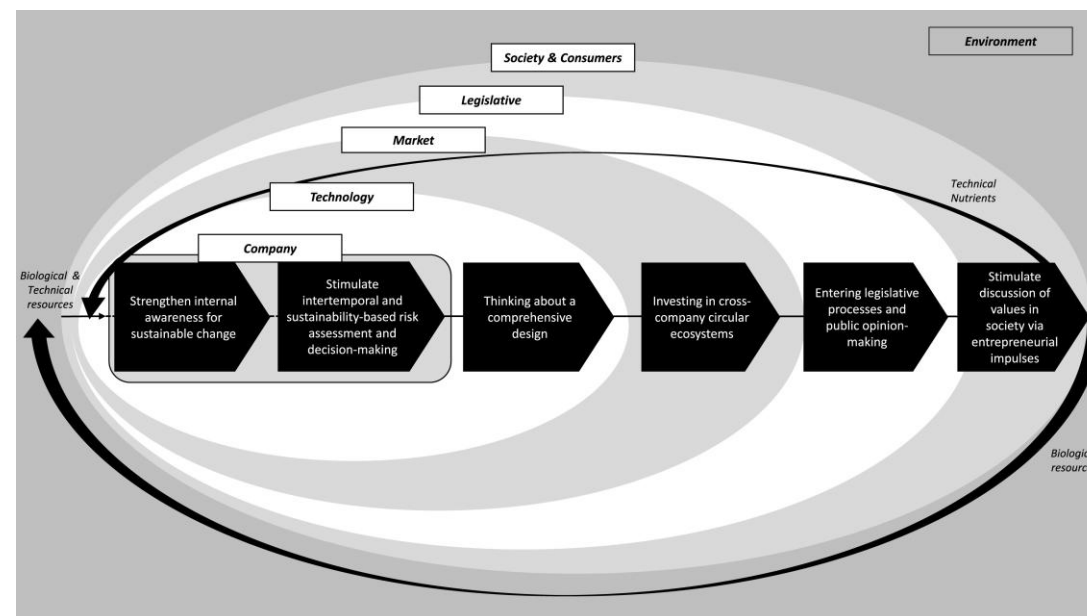 Environment
Society & Consumers
Legislative
Market
Technology
Company
Technical
Nutrients
Biological &
Technical
resources
Strengthen internal
awareness for
sustainable change
Stimulate
intertemporal and
sustainability-based risk
assessment and
decision-making
Thinking about a
comprehensive
design
Investing in cross-
company circular
ecosystems
Entering legislative
processes and
public opinion-
making
Stimulate
discussion of
values in
society via
entrepreneurial
impulses
Biologic
resourc